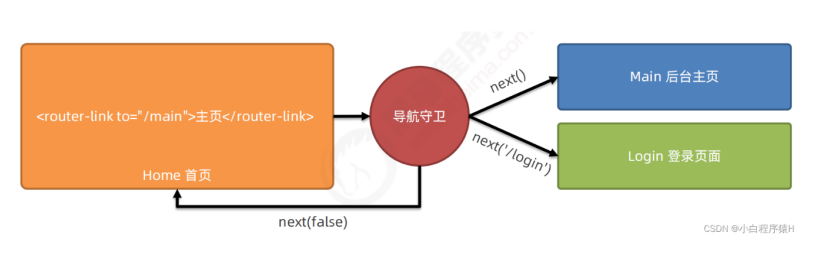 <router-link to="/main">主页</router-link>
Home 首页
导航守卫
next()
next('/login')
next(false)
Main 后台主页
Login 登录页面
CSDN @小白程序猿H